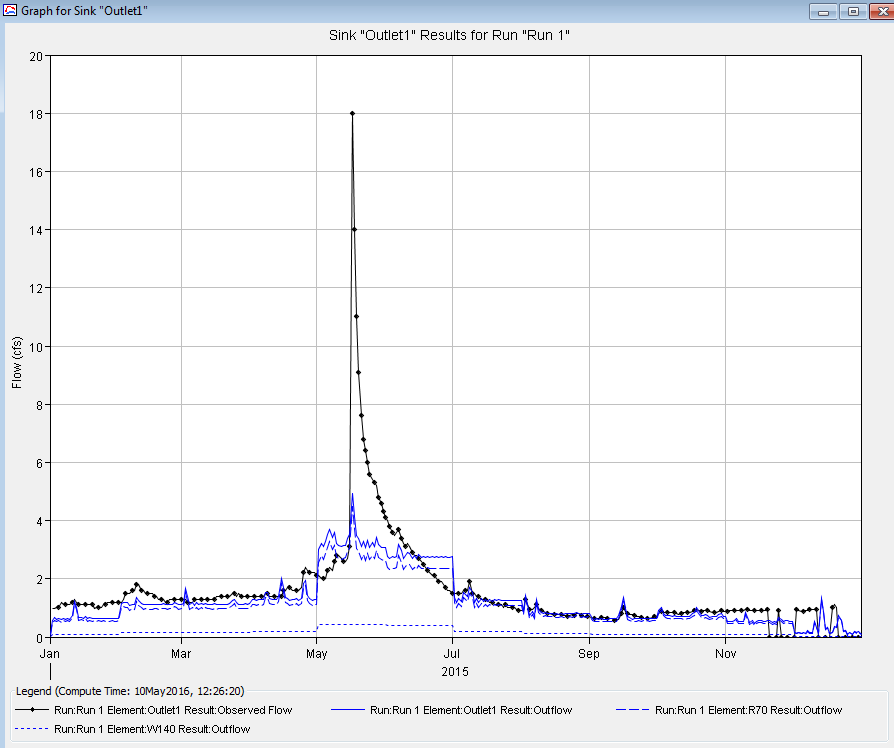 Graph for Sink "Outlet1"
Sink "Outlet1" Results for Run "Run 1"
20
18
16
14
12
10
8
6
4
2
0
Flow (cfs)
Jan Mar May Jul Sep Nov
2015
Legend (Compute Time: 10May2016, 12:26:20)
Run:Run 1 Element:Outlet1 Result:Observed Flow Run:Run 1 Element:Outlet1 Result:Outflow Run:Run 1 Element:R70 Result:Outflow
Run:Run 1 Element:W140 Result:Outflow